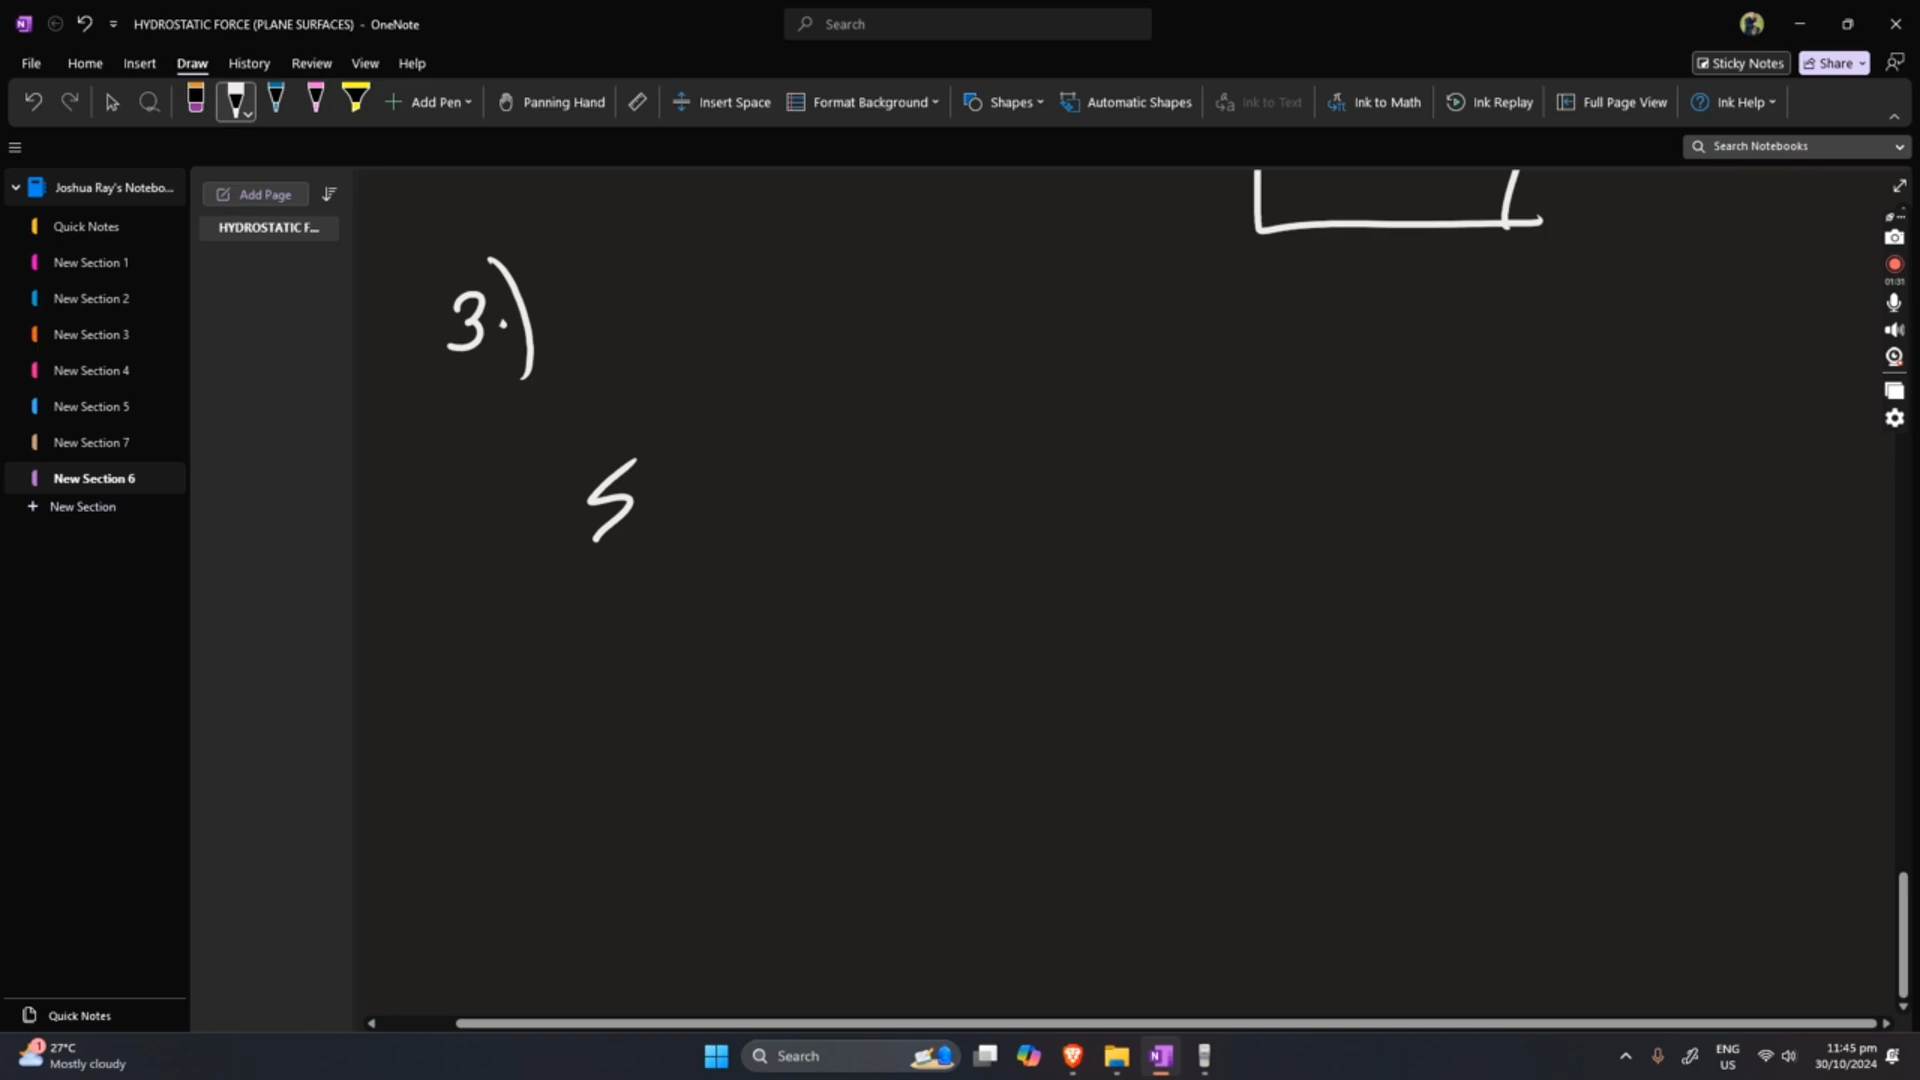 HYDROSTATIC FORCE (PLANE SURFACES) - OneNote
Search
File Home Insert Draw History Review View Help
Sticky Notes Share
Add Pen Panning Hand Insert Space Format Background Shapes Automatic Shapes Ink to Text Ink to Math Ink Replay Full Page View Ink Help
Search Notebooks
Joshua Ray's Notebo...
Add Page
Quick Notes
HYDROSTATIC F...
New Section 1
New Section 2
New Section 3
New Section 4
New Section 5
New Section 7
New Section 6
New Section
01:31
3.)
S
Quick Notes
1
27°C
Mostly cloudy
Search
ENG
US
11:45 pm
30/10/2024